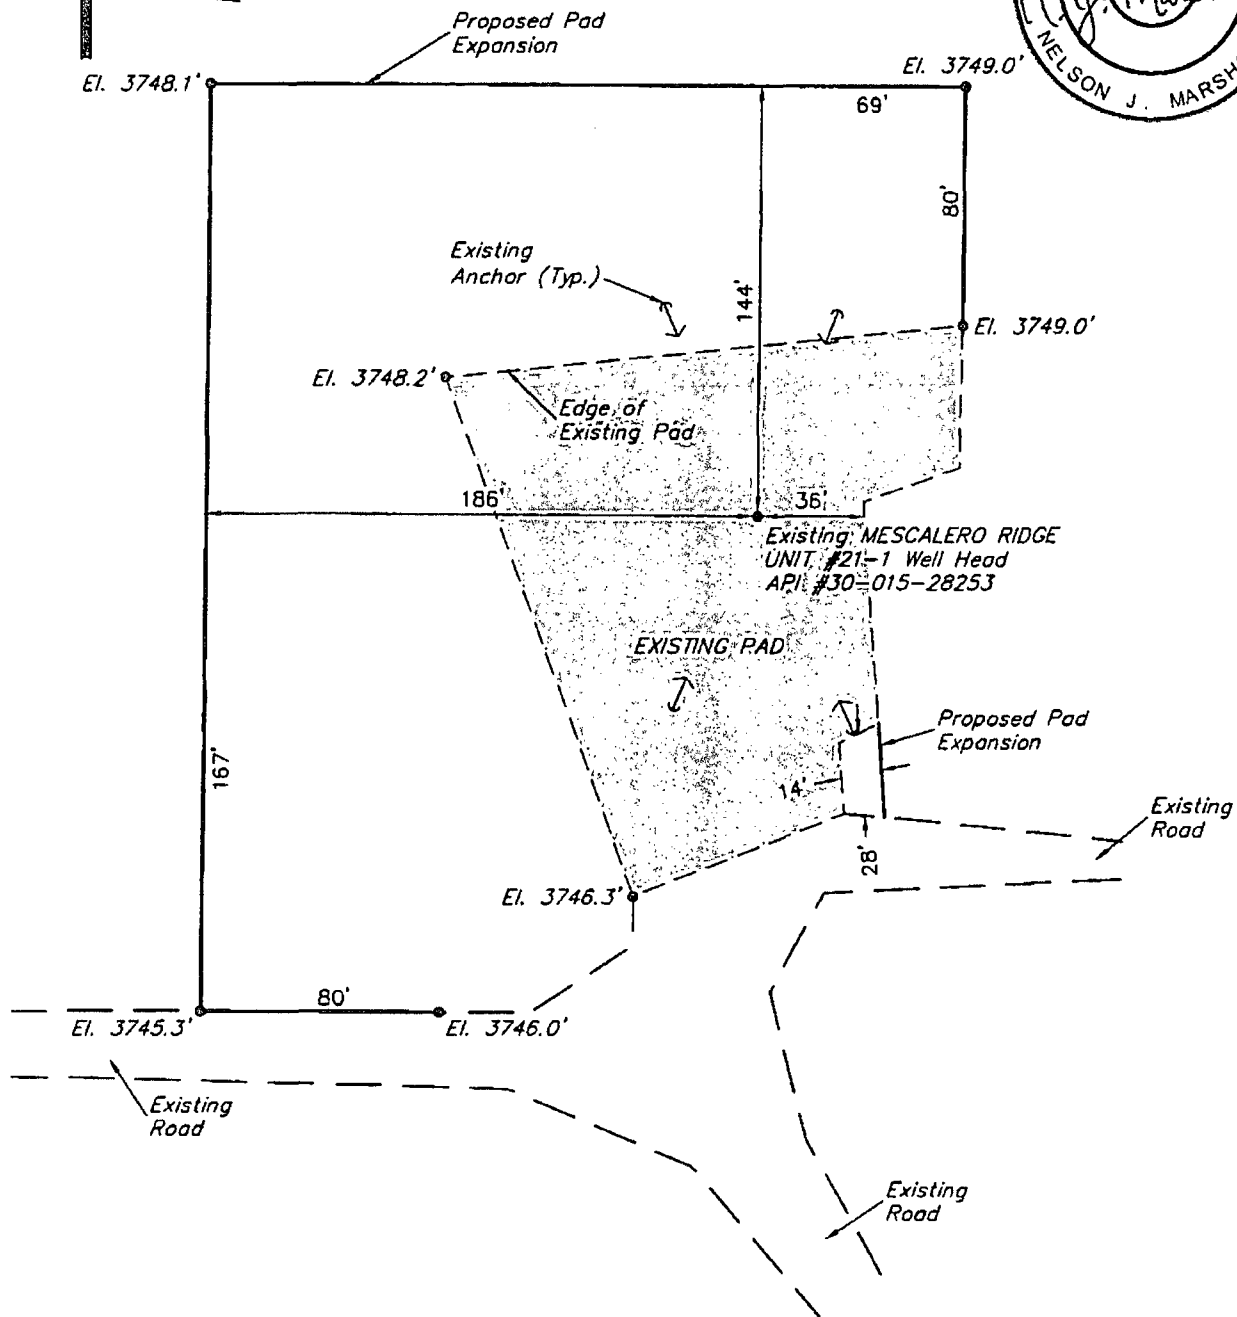 Proposed Pad
Expansion
NELSON J.
El. 3748.1'
El. 3749.0'
69'
80'
Existing
Anchor (Typ.)
144'
El. 3749.0'
El. 3748.2'
Edge of
Existing Pad
186'
36'
Existing MESCALERO RIDGE
UNIT #21-1 Well Head
API #30-015-28253
EXISTING PAD
Proposed Pad
Expansion
167'
14'
Existing
Road
28'
El. 3746.3'
80'
El. 3745.3'
El. 3746.0'
Existing
Road
Existing
Road